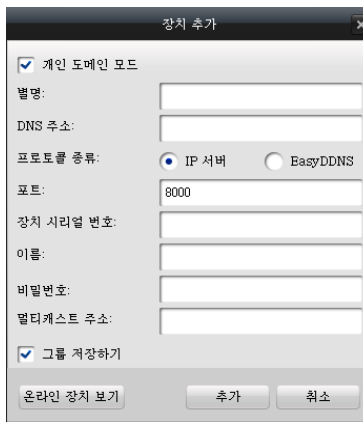 장치 추가
개인 도메인 모드
별명:
DNS 주소:
프로토콜 종류: IP 서버 EasyDDNS
포트: 8000
장치 시리얼 번호:
이름:
비밀번호:
멀티캐스트 주소:
그룹 저장하기
온라인 장치 보기 추가 취소